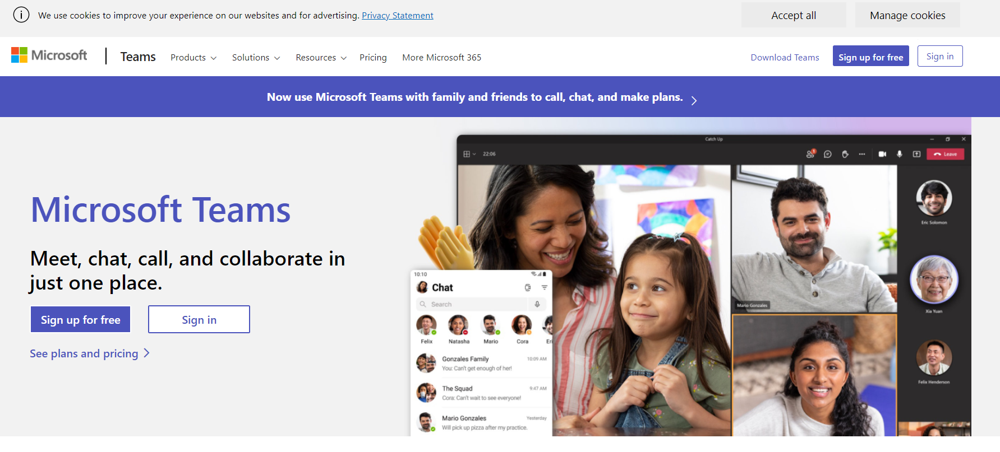 We use cookies to improve your experience on our websites and for advertising. Privacy Statement
Accept all
Manage cookies
Microsoft
Teams
Products
Solutions
Resources
Pricing
More Microsoft 365
Download Teams
Sign up for free
Sign in
Now use Microsoft Teams with family and friends to call, chat, and make plans.
Microsoft Teams
Meet, chat, call, and collaborate in
just one place.
Sign up for free
Sign in
See plans and pricing
Catch Up
22:06
1
Leave
Eric Solomon
Mario Gonzales
Xia Yuan
Felix Henderson
10:10
Chat
Search
Felix
Natasha
Mario
Cora
Eri
Gonzales Family
10:09 AM
You: Can't get enough of her!
The Squad
9:47 AM
Cora: Can't wait to see everyone!
Mario Gonzales
Yesterday
Will pick up pizza after my practice.